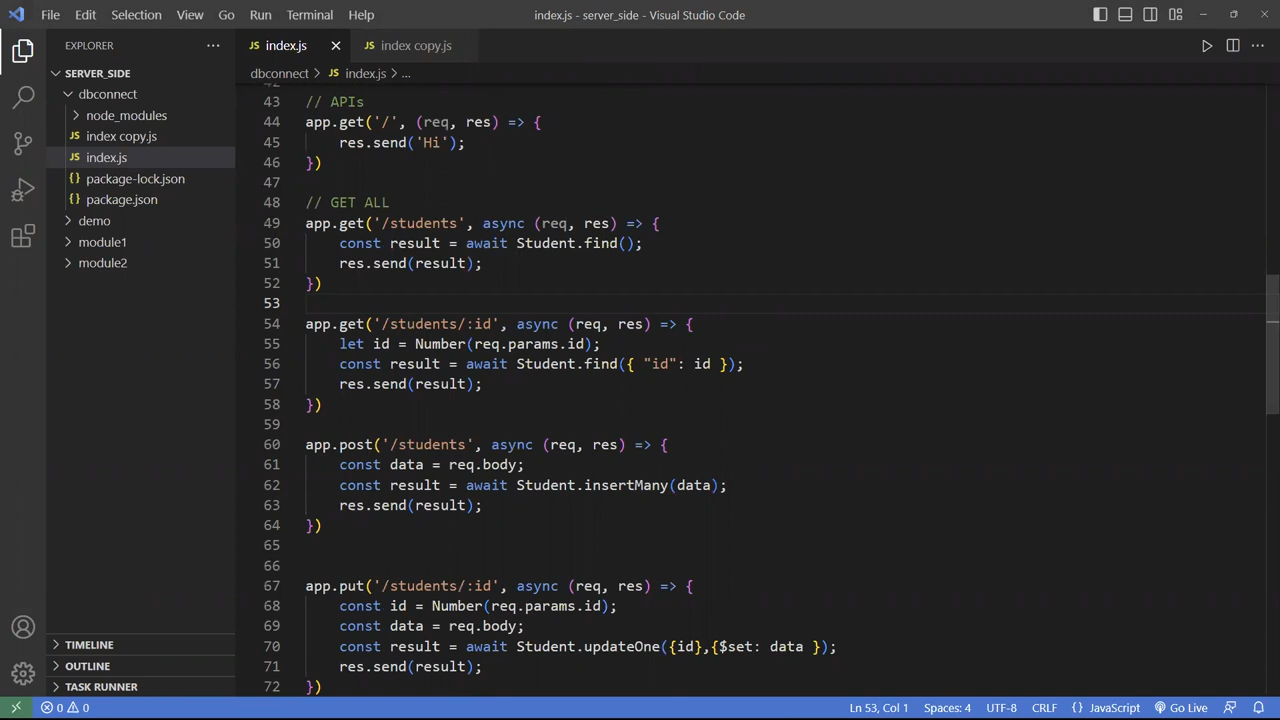 File Edit Selection View Go Run Terminal Help
index.js - server_side - Visual Studio Code
EXPLORER
SERVER_SIDE
dbconnect
node_modules
JS index copy.js
JS index.js
{} package-lock.json
{} package.json
demo
module1
module2
TIMELINE
OUTLINE
TASK RUNNER
JS index.js
JS index copy.js
dbconnect > JS index.js > ...
43 // APIs
44 app.get('/', (req, res) => {
45 res.send('Hi');
46 })
47
48 // GET ALL
49 app.get('/students', async (req, res) => {
50 const result = await Student.find();
51 res.send(result);
52 })
53
54 app.get('/students/:id', async (req, res) => {
55 let id = Number(req.params.id);
56 const result = await Student.find({ "id": id });
57 res.send(result);
58 })
59
60 app.post('/students', async (req, res) => {
61 const data = req.body;
62 const result = await Student.insertMany(data);
63 res.send(result);
64 })
65
66
67 app.put('/students/:id', async (req, res) => {
68 const id = Number(req.params.id);
69 const data = req.body;
70 const result = await Student.updateOne({id},{$set: data });
71 res.send(result);
72 })
0 0 Ln 53, Col 1 Spaces: 4 UTF-8 CRLF {} JavaScript Go Live